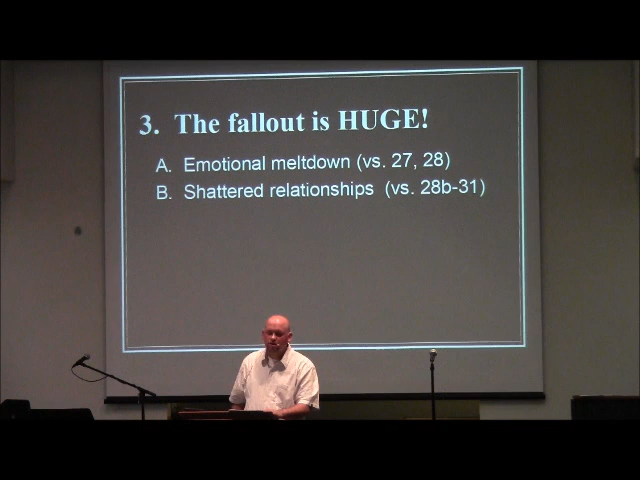 3. The fallout is HUGE!
A. Emotional meltdown (vs. 27, 28)
B. Shattered relationships (vs. 28b-31)